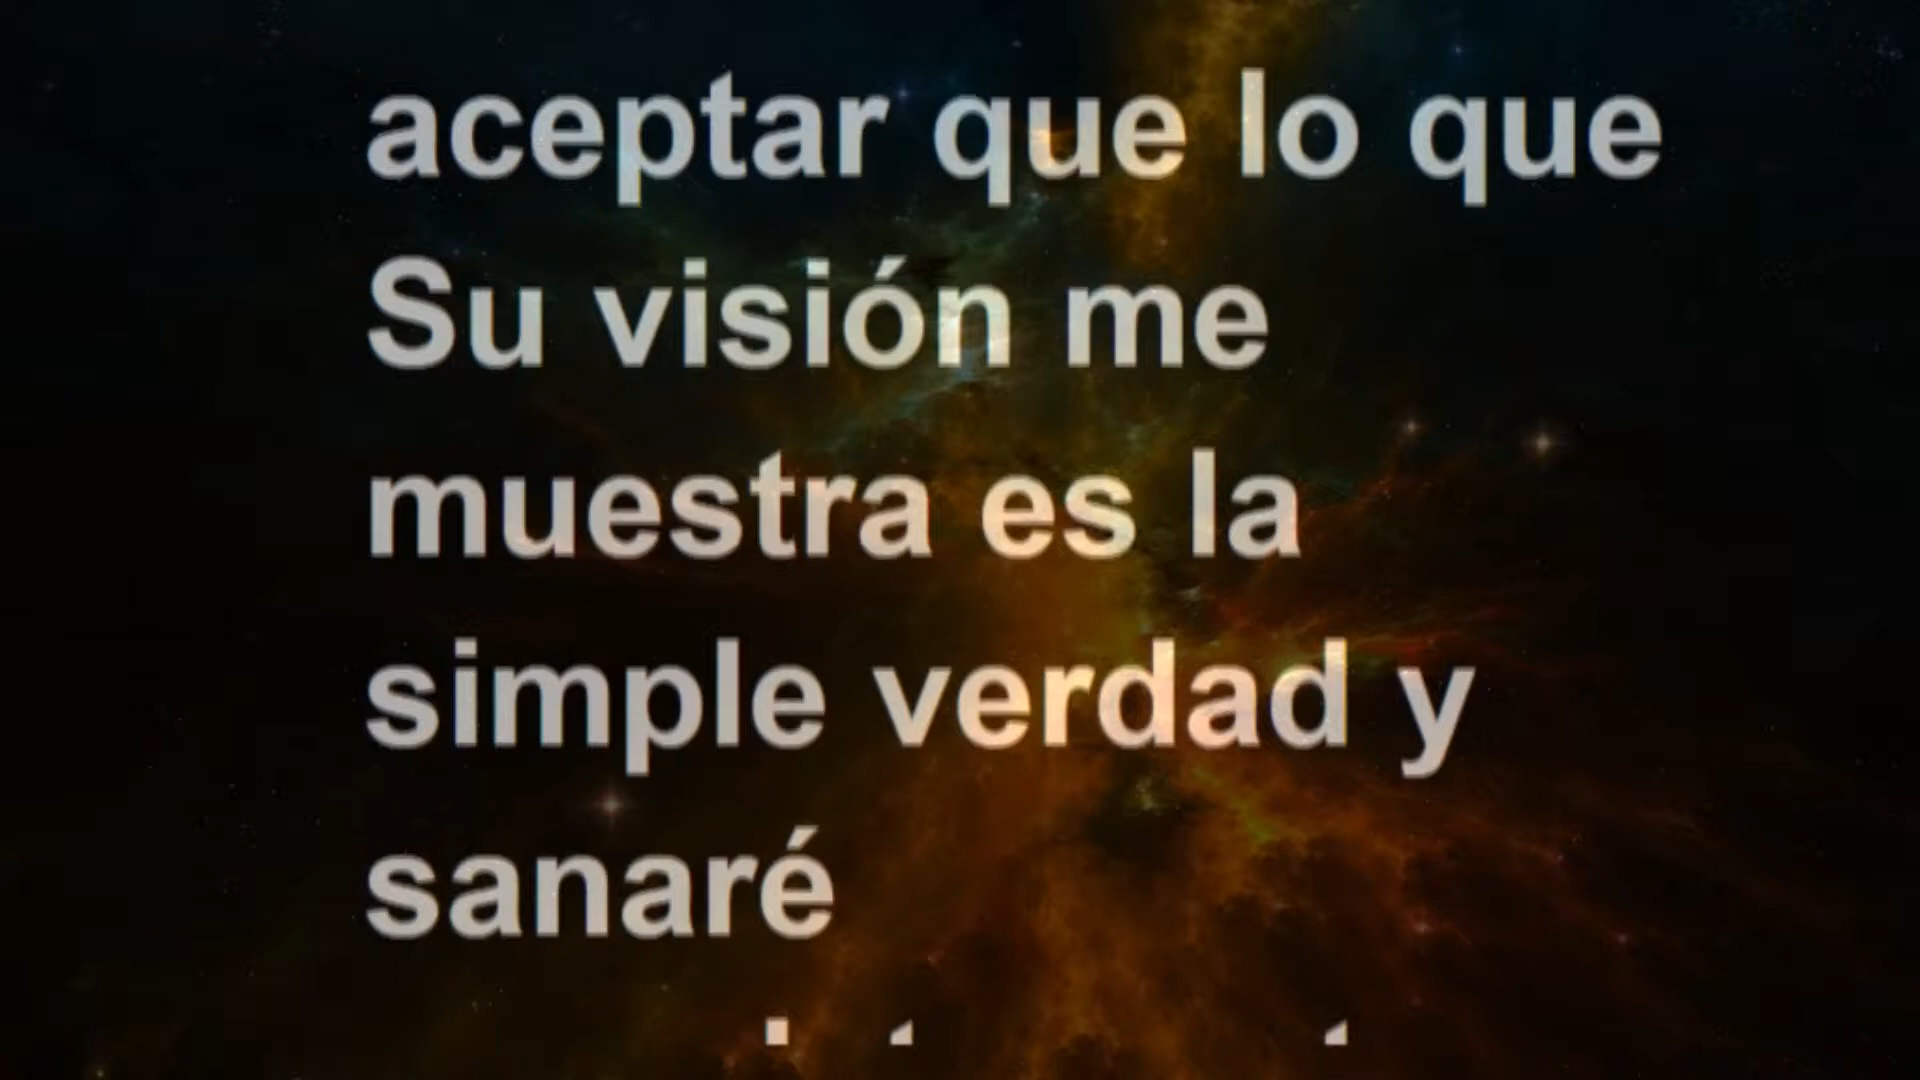 aceptar que lo que
Su visión me
muestra es la
simple verdad y
sanaré